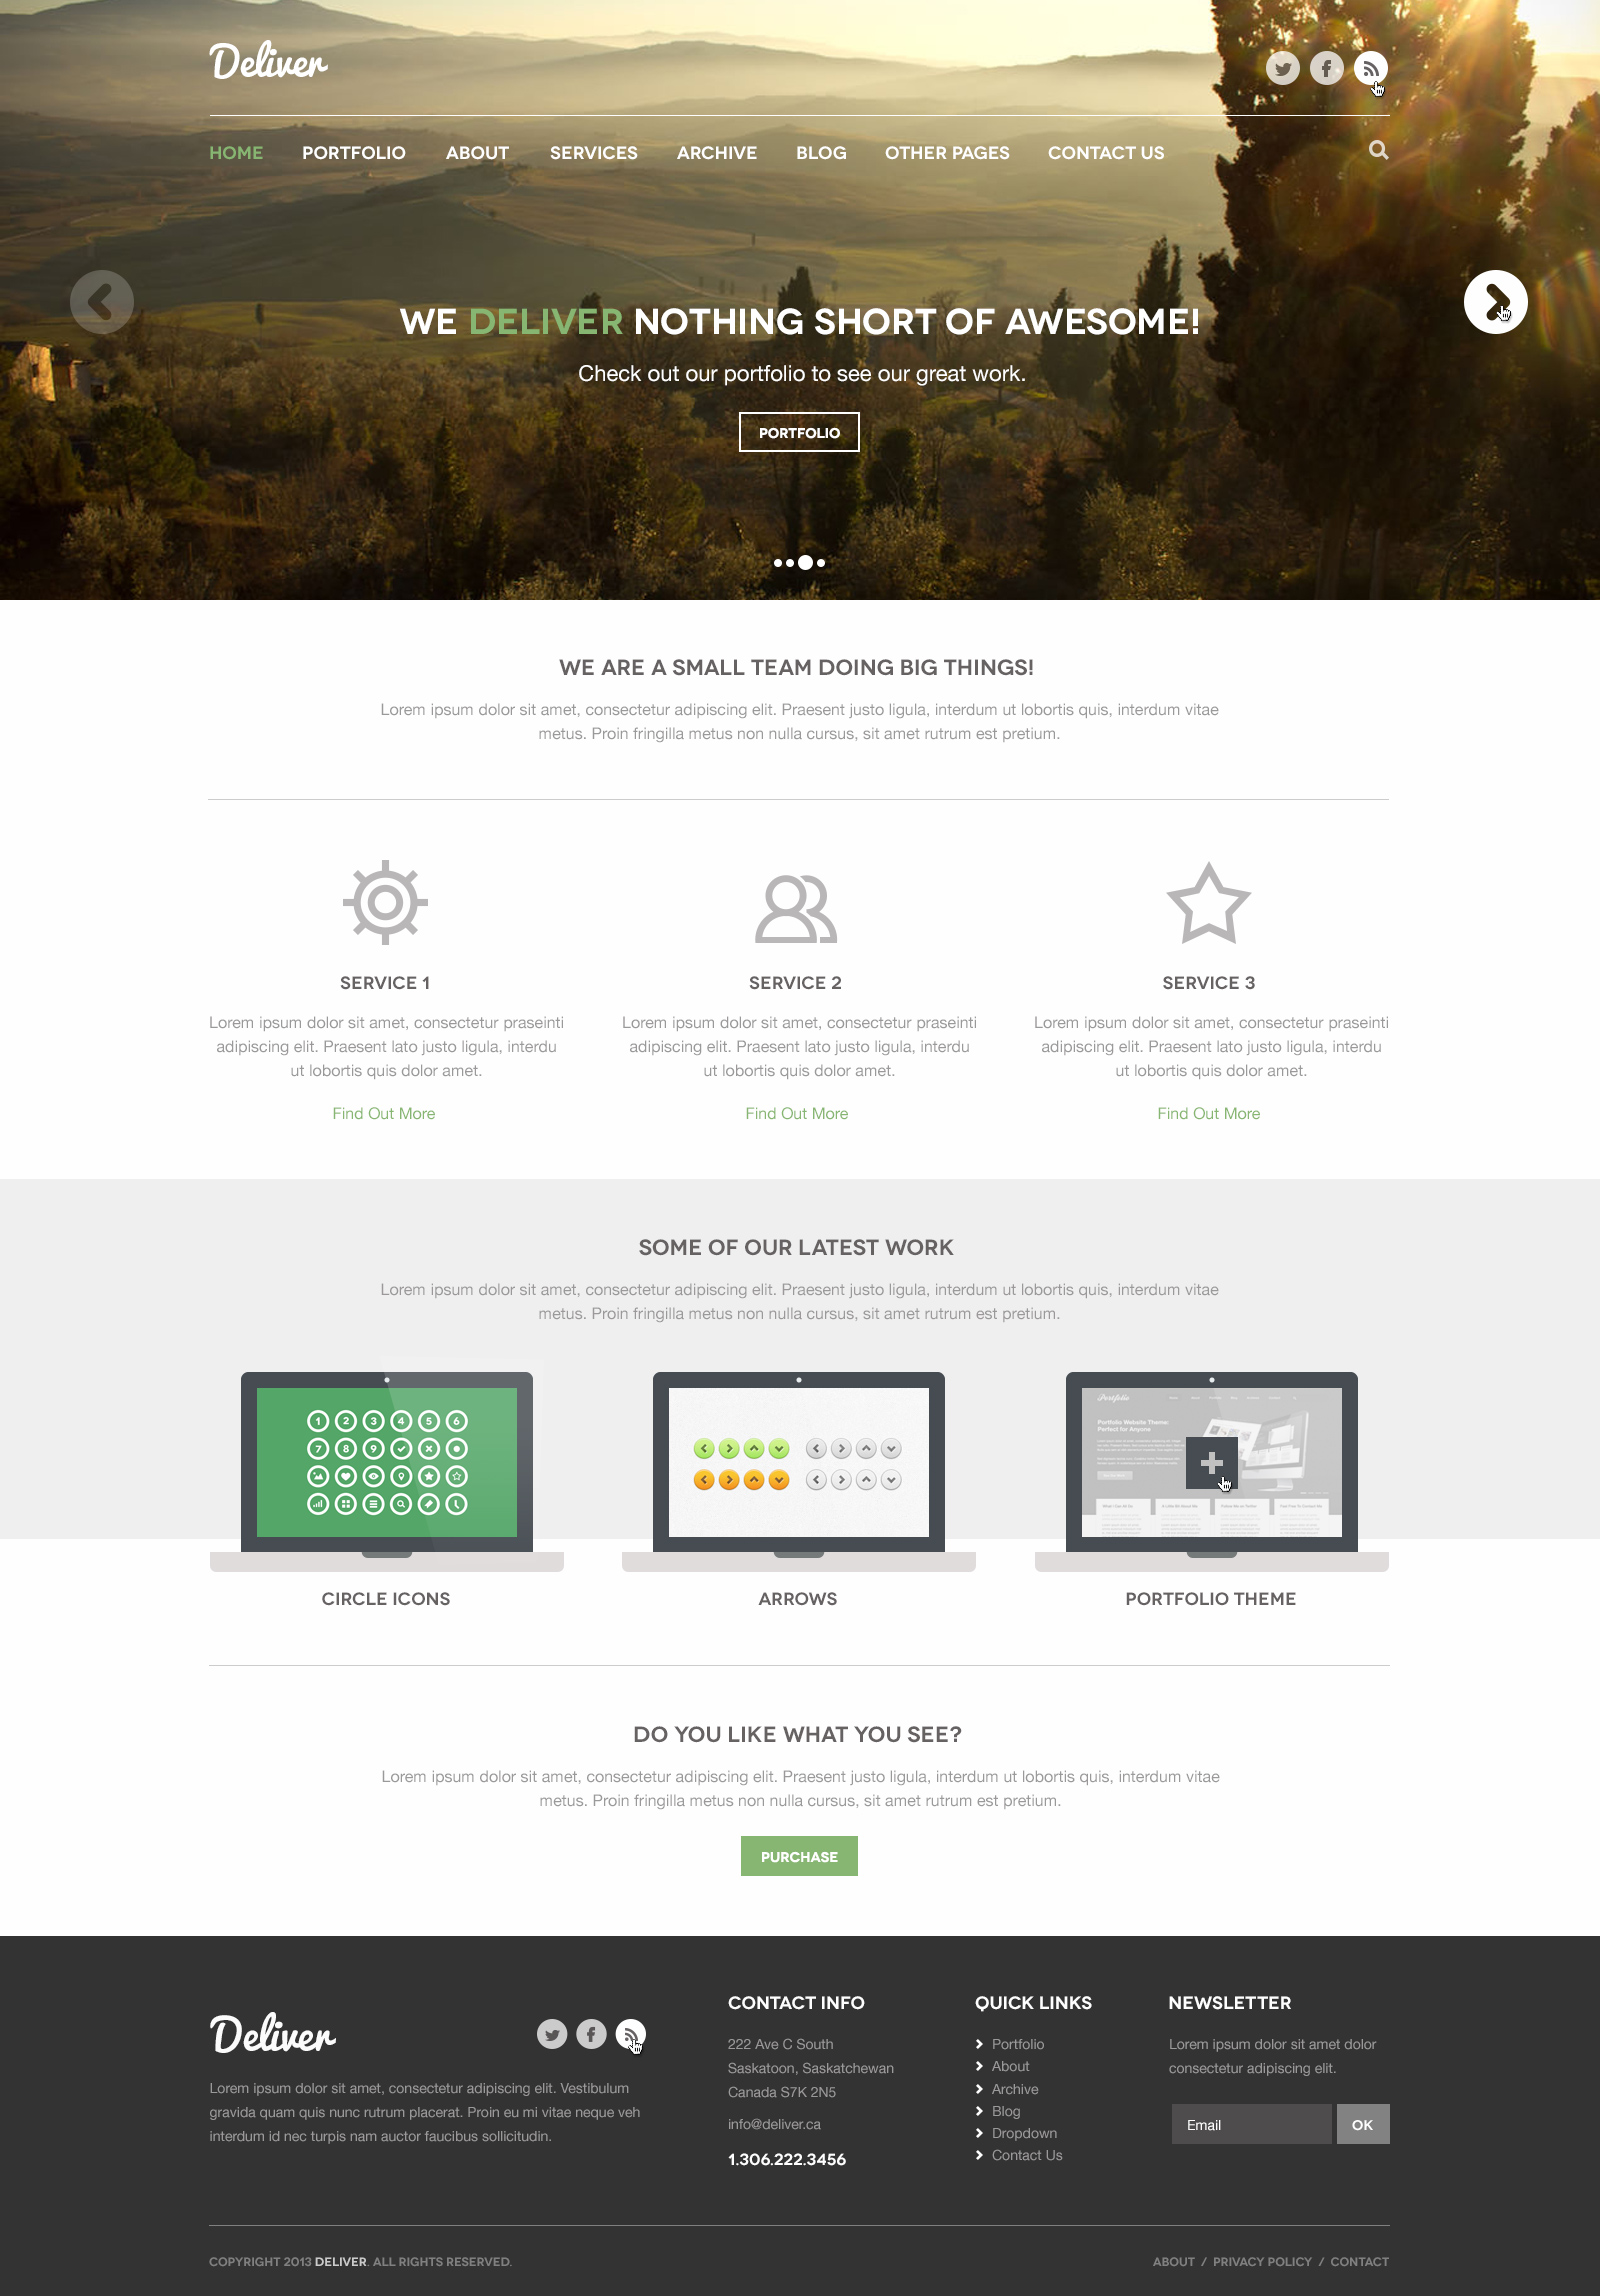 Deliver
HOME PORTFOLIO ABOUT SERVICES ARCHIVE BLOG OTHER PAGES CONTACT US
WE DELIVER NOTHING SHORT OF AWESOME!
Check out our portfolio to see our great work.
PORTFOLIO
WE ARE A SMALL TEAM DOING BIG THINGS!
Lorem ipsum dolor sit amet, consectetur adipiscing elit. Praesent justo ligula, interdum ut lobortis quis, interdum vitae
metus. Proin fringilla metus non nulla cursus, sit amet rutrum est pretium.
SERVICE 1
Lorem ipsum dolor sit amet, consectetur praseinti
adipiscing elit. Praesent lato justo ligula, interdu
ut lobortis quis dolor amet.
Find Out More
SERVICE 2
Lorem ipsum dolor sit amet, consectetur praseinti
adipiscing elit. Praesent lato justo ligula, interdu
ut lobortis quis dolor amet.
Find Out More
SERVICE 3
Lorem ipsum dolor sit amet, consectetur praseinti
adipiscing elit. Praesent lato justo ligula, interdu
ut lobortis quis dolor amet.
Find Out More
SOME OF OUR LATEST WORK
Lorem ipsum dolor sit amet, consectetur adipiscing elit. Praesent justo ligula, interdum ut lobortis quis, interdum vitae
metus. Proin fringilla metus non nulla cursus, sit amet rutrum est pretium.
1 2 3 4 5 6
7 8 9
Portfolio
Portfolio Website Theme:
Perfect for Anyone
CIRCLE ICONS
ARROWS
PORTFOLIO THEME
DO YOU LIKE WHAT YOU SEE?
Lorem ipsum dolor sit amet, consectetur adipiscing elit. Praesent justo ligula, interdum ut lobortis quis, interdum vitae
metus. Proin fringilla metus non nulla cursus, sit amet rutrum est pretium.
PURCHASE
Deliver
Lorem ipsum dolor sit amet, consectetur adipiscing elit. Vestibulum
gravida quam quis nunc rutrum placerat. Proin eu mi vitae neque veh
interdum id nec turpis nam auctor faucibus sollicitudin.
CONTACT INFO
222 Ave C South
Saskatoon, Saskatchewan
Canada S7K 2N5
info@deliver.ca
1.306.222.3456
QUICK LINKS
Portfolio
About
Archive
Blog
Dropdown
Contact Us
NEWSLETTER
Lorem ipsum dolor sit amet dolor
consectetur adipiscing elit.
Email OK
COPYRIGHT 2013 DELIVER. ALL RIGHTS RESERVED.
ABOUT / PRIVACY POLICY / CONTACT